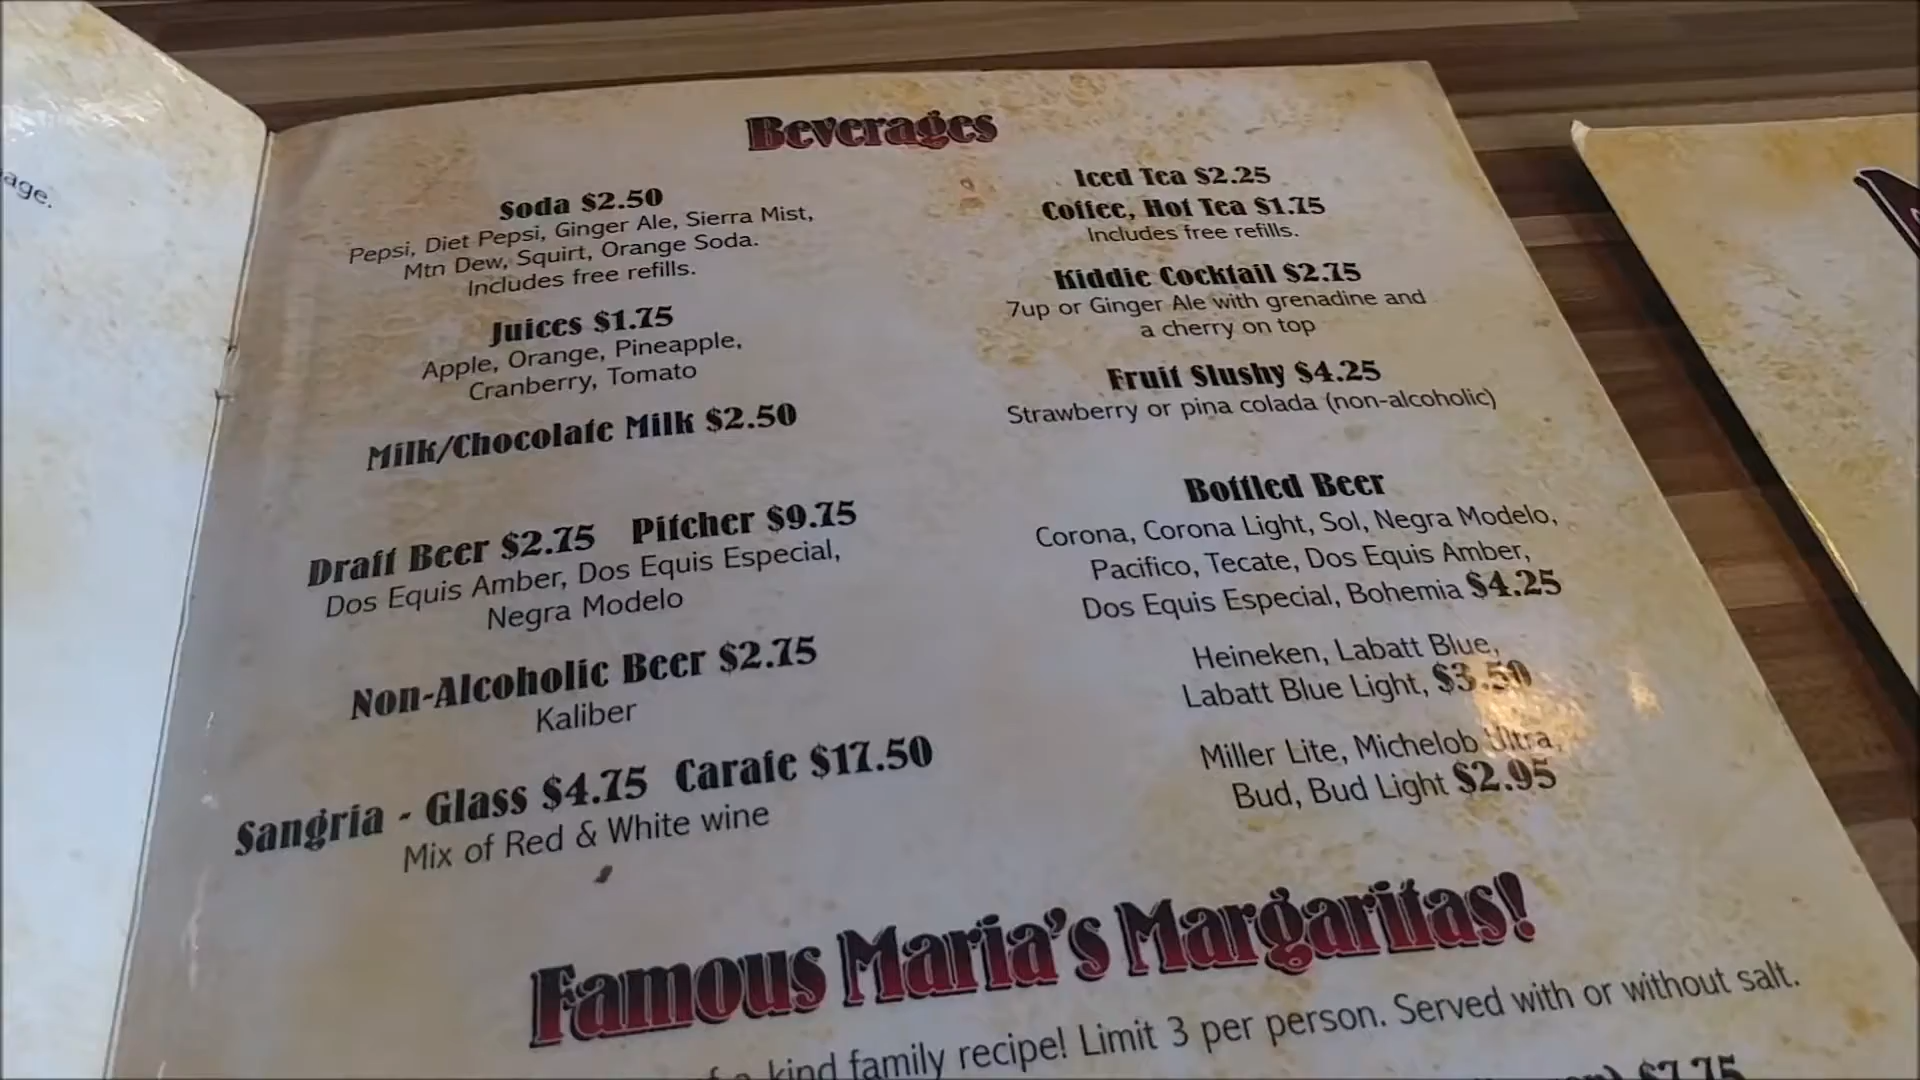 age.
Beverages
Soda $2.50
Pepsi, Diet Pepsi, Ginger Ale, Sierra Mist,
Mtn Dew, Squirt, Orange Soda.
Includes free refills.
Juices $1.75
Apple, Orange, Pineapple,
Cranberry, Tomato
Milk/Chocolate Milk $2.50
Draft Beer $2.75 Pitcher $9.75
Dos Equis Amber, Dos Equis Especial,
Negra Modelo
Non-Alcoholic Beer $2.75
Kaliber
Sangria - Glass $4.75 Carafe $17.50
Mix of Red & White wine
Iced Tea $2.25
Coffee, Hot Tea $1.75
Includes free refills.
Kiddie Cocktail $2.75
7up or Ginger Ale with grenadine and
a cherry on top
Fruit Slushy $4.25
Strawberry or pina colada (non-alcoholic)
Bottled Beer
Corona, Corona Light, Sol, Negra Modelo,
Pacifico, Tecate, Dos Equis Amber,
Dos Equis Especial, Bohemia $4.25
Heineken, Labatt Blue,
Labatt Blue Light, $3.50
Miller Lite, Michelob Ultra,
Bud, Bud Light $2.95
Famous Maria's Margaritas!
kind family recipe! Limit 3 per person. Served with or without salt.
$7.75